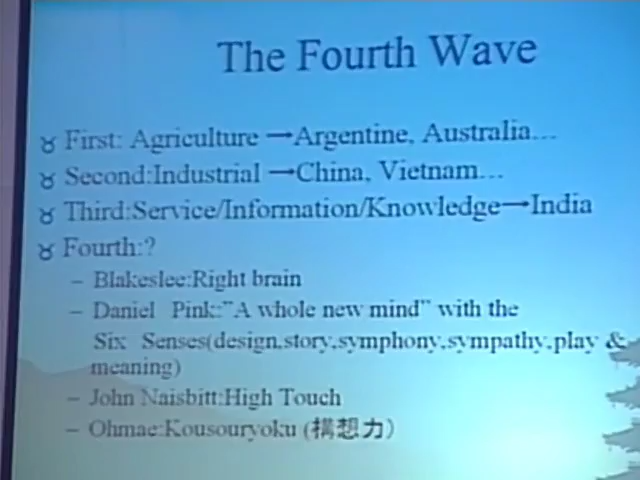 The Fourth Wave
First: Agriculture →Argentine, Australia…
Second:Industrial →China, Vietnam…
Third:Service/Information/Knowledge→India
Fourth:?
– Blakeslee:Right brain
– Daniel Pink:"A whole new mind" with the
Six Senses(design,story,symphony,sympathy,play &
meaning)
– John Naisbitt:High Touch
– Ohmae:Kousouryoku (構想力)